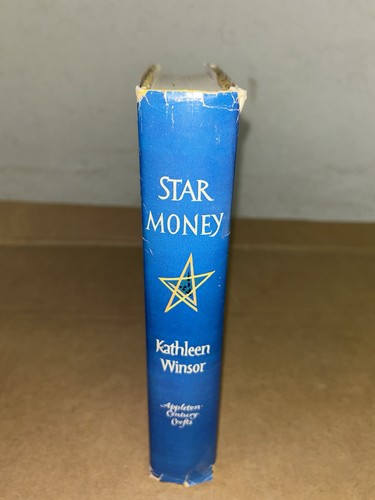 STAR
MONEY
Kathleen
Winsor
Appleton-
Century
Crofts